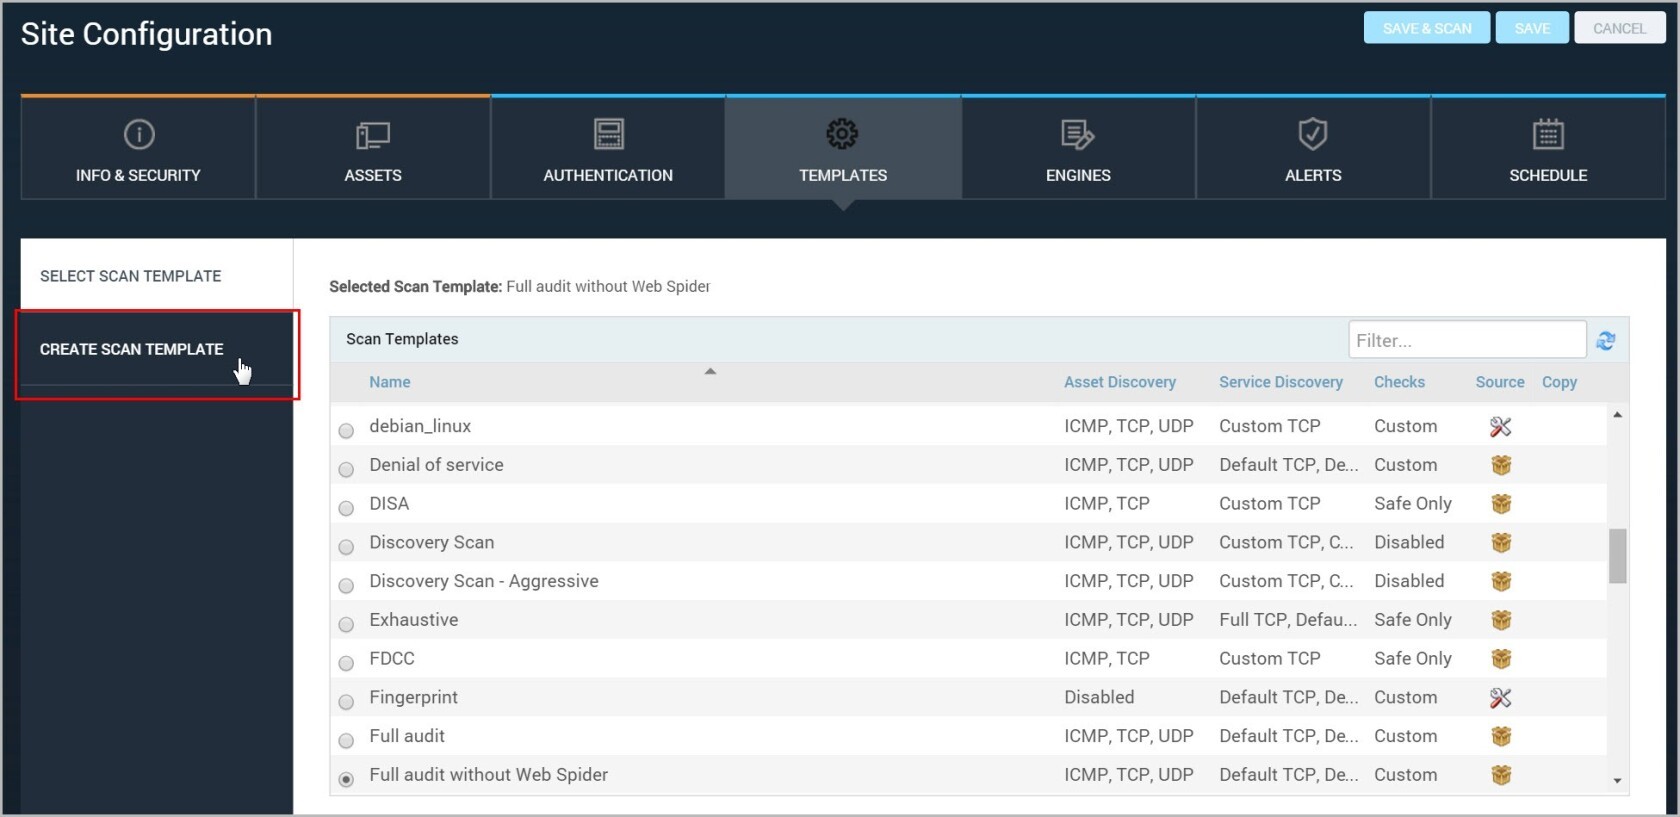 Site Configuration
SAVE & SCAN SAVE CANCEL
INFO & SECURITY ASSETS AUTHENTICATION TEMPLATES ENGINES ALERTS SCHEDULE
SELECT SCAN TEMPLATE
CREATE SCAN TEMPLATE
Selected Scan Template: Full audit without Web Spider
Scan Templates Filter...
Name Asset Discovery Service Discovery Checks Source Copy
debian_linux ICMP, TCP, UDP Custom TCP Custom
Denial of service ICMP, TCP, UDP Default TCP, De... Custom
DISA ICMP, TCP Custom TCP Safe Only
Discovery Scan ICMP, TCP, UDP Custom TCP, C... Disabled
Discovery Scan - Aggressive ICMP, TCP, UDP Custom TCP, C... Disabled
Exhaustive ICMP, TCP, UDP Full TCP, Defau... Safe Only
FDCC ICMP, TCP Custom TCP Safe Only
Fingerprint Disabled Default TCP, De... Custom
Full audit ICMP, TCP, UDP Default TCP, De... Custom
Full audit without Web Spider ICMP, TCP, UDP Default TCP, De... Custom